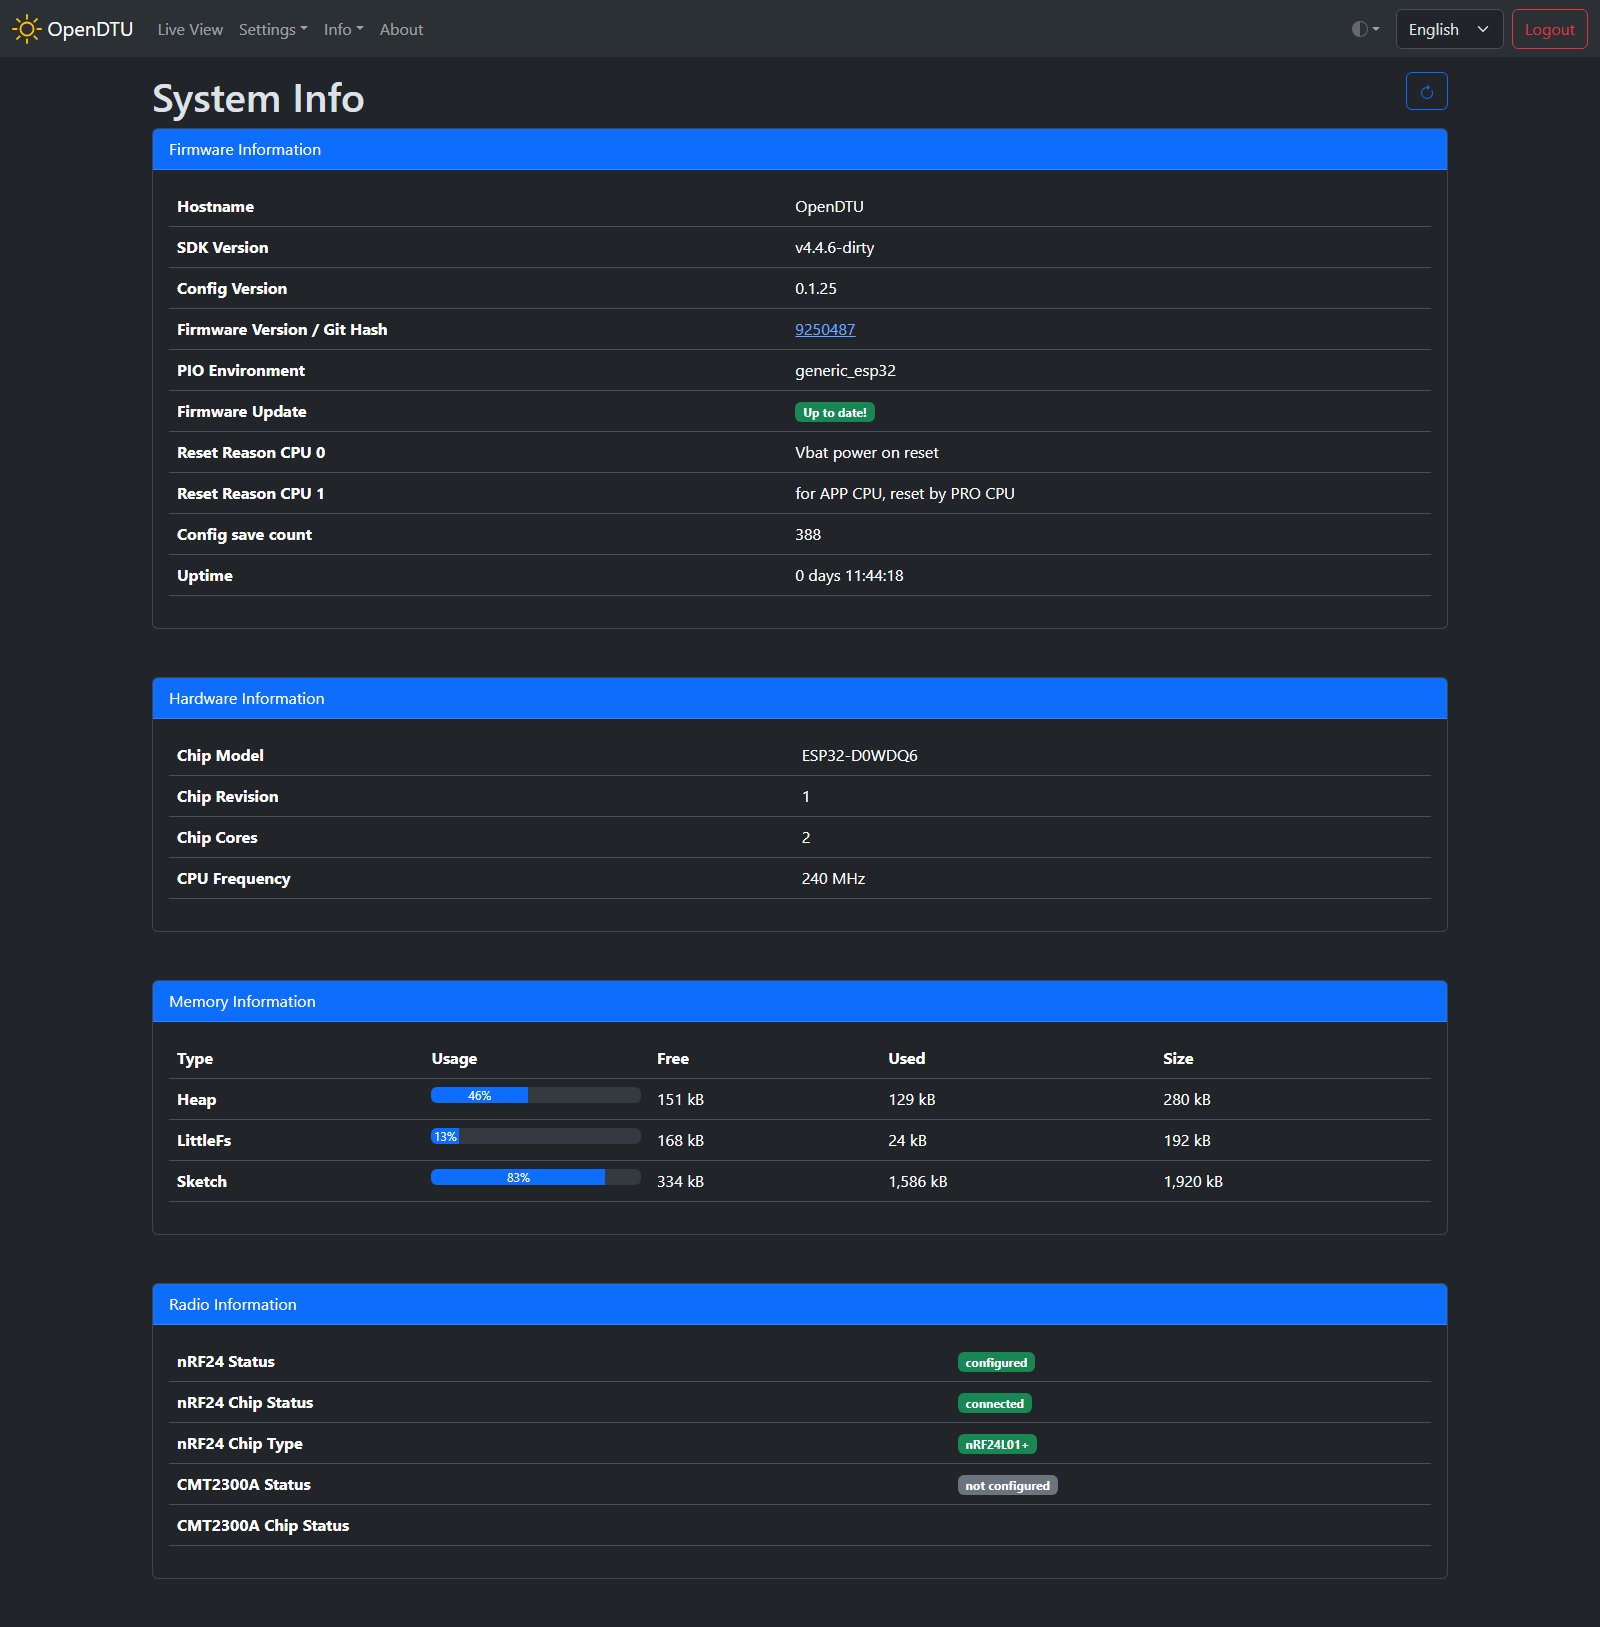 OpenDTU Live View Settings Info About English Logout
System Info
Firmware Information
Hostname OpenDTU
SDK Version v4.4.6-dirty
Config Version 0.1.25
Firmware Version / Git Hash 9250487
PIO Environment generic_esp32
Firmware Update Up to date!
Reset Reason CPU 0 Vbat power on reset
Reset Reason CPU 1 for APP CPU, reset by PRO CPU
Config save count 388
Uptime 0 days 11:44:18
Hardware Information
Chip Model ESP32-D0WDQ6
Chip Revision 1
Chip Cores 2
CPU Frequency 240 MHz
Memory Information
Type Usage Free Used Size
Heap 46% 151 kB 129 kB 280 kB
LittleFs 13% 168 kB 24 kB 192 kB
Sketch 83% 334 kB 1,586 kB 1,920 kB
Radio Information
nRF24 Status configured
nRF24 Chip Status connected
nRF24 Chip Type nRF24L01+
CMT2300A Status not configured
CMT2300A Chip Status